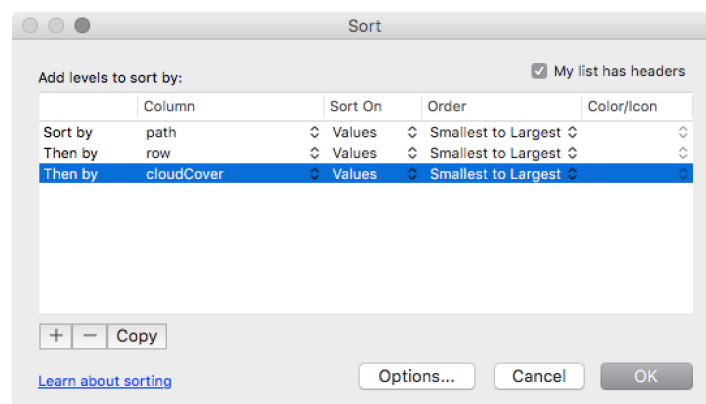 Sort
Add levels to sort by:
My list has headers
Column Sort On Order Color/Icon
Sort by path Values Smallest to Largest
Then by row Values Smallest to Largest
Then by cloudCover Values Smallest to Largest
+ − Copy
Learn about sorting
Options... Cancel OK